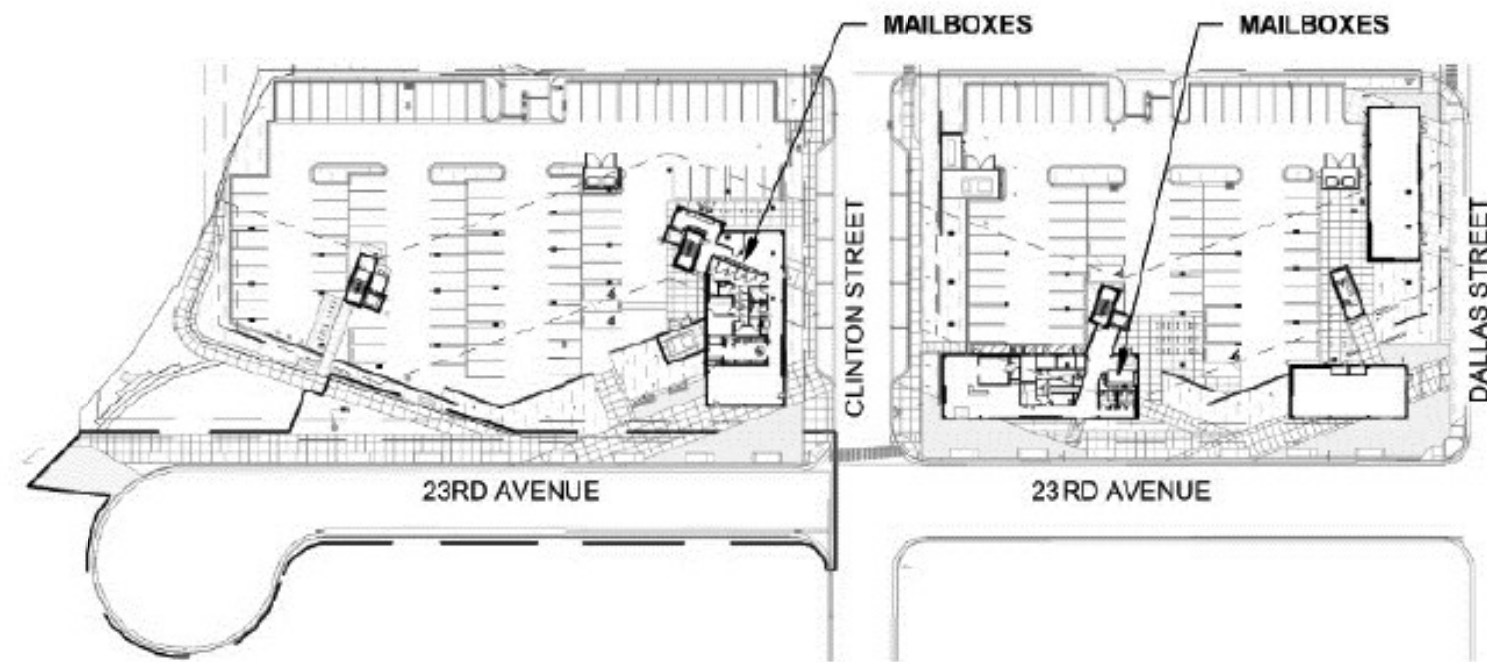 MAILBOXES
MAILBOXES
CLINTON STREET
DALLAS STREET
23RD AVENUE
23RD AVENUE